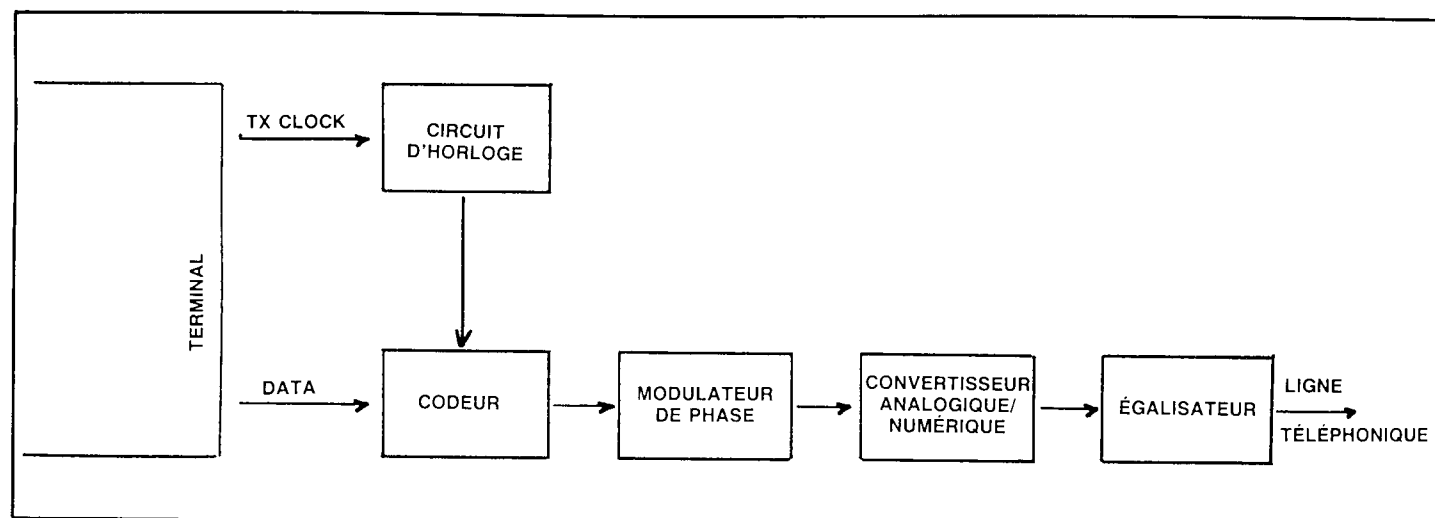 TX CLOCK
CIRCUIT
D'HORLOGE
TERMINAL
DATA
CODEUR
MODULATEUR
DE PHASE
CONVERTISSEUR
ANALOGIQUE/
NUMÉRIQUE
ÉGALISATEUR
LIGNE
TÉLÉPHONIQUE